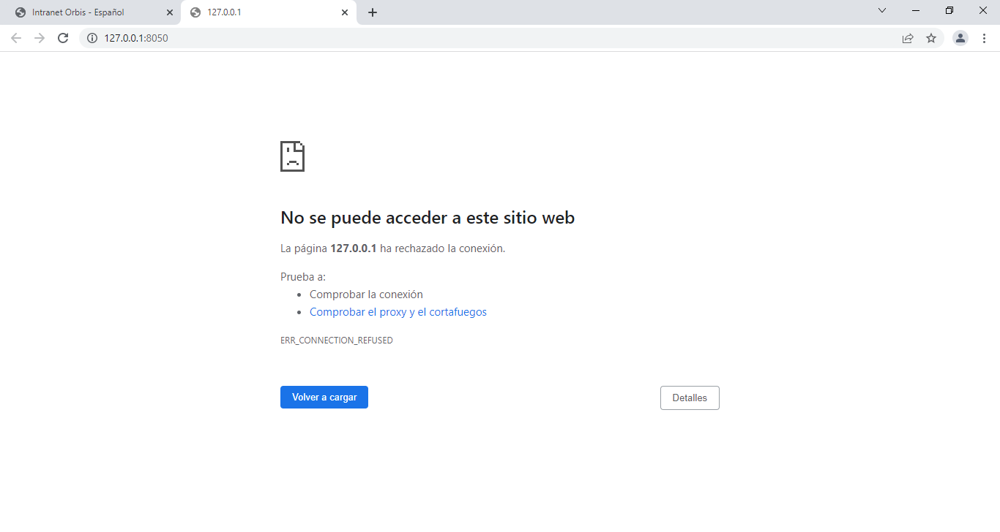 Intranet Orbis - Español
127.0.0.1
127.0.0.1:8050
No se puede acceder a este sitio web
La página 127.0.0.1 ha rechazado la conexión.
Prueba a:
Comprobar la conexión
Comprobar el proxy y el cortafuegos
ERR_CONNECTION_REFUSED
Volver a cargar
Detalles